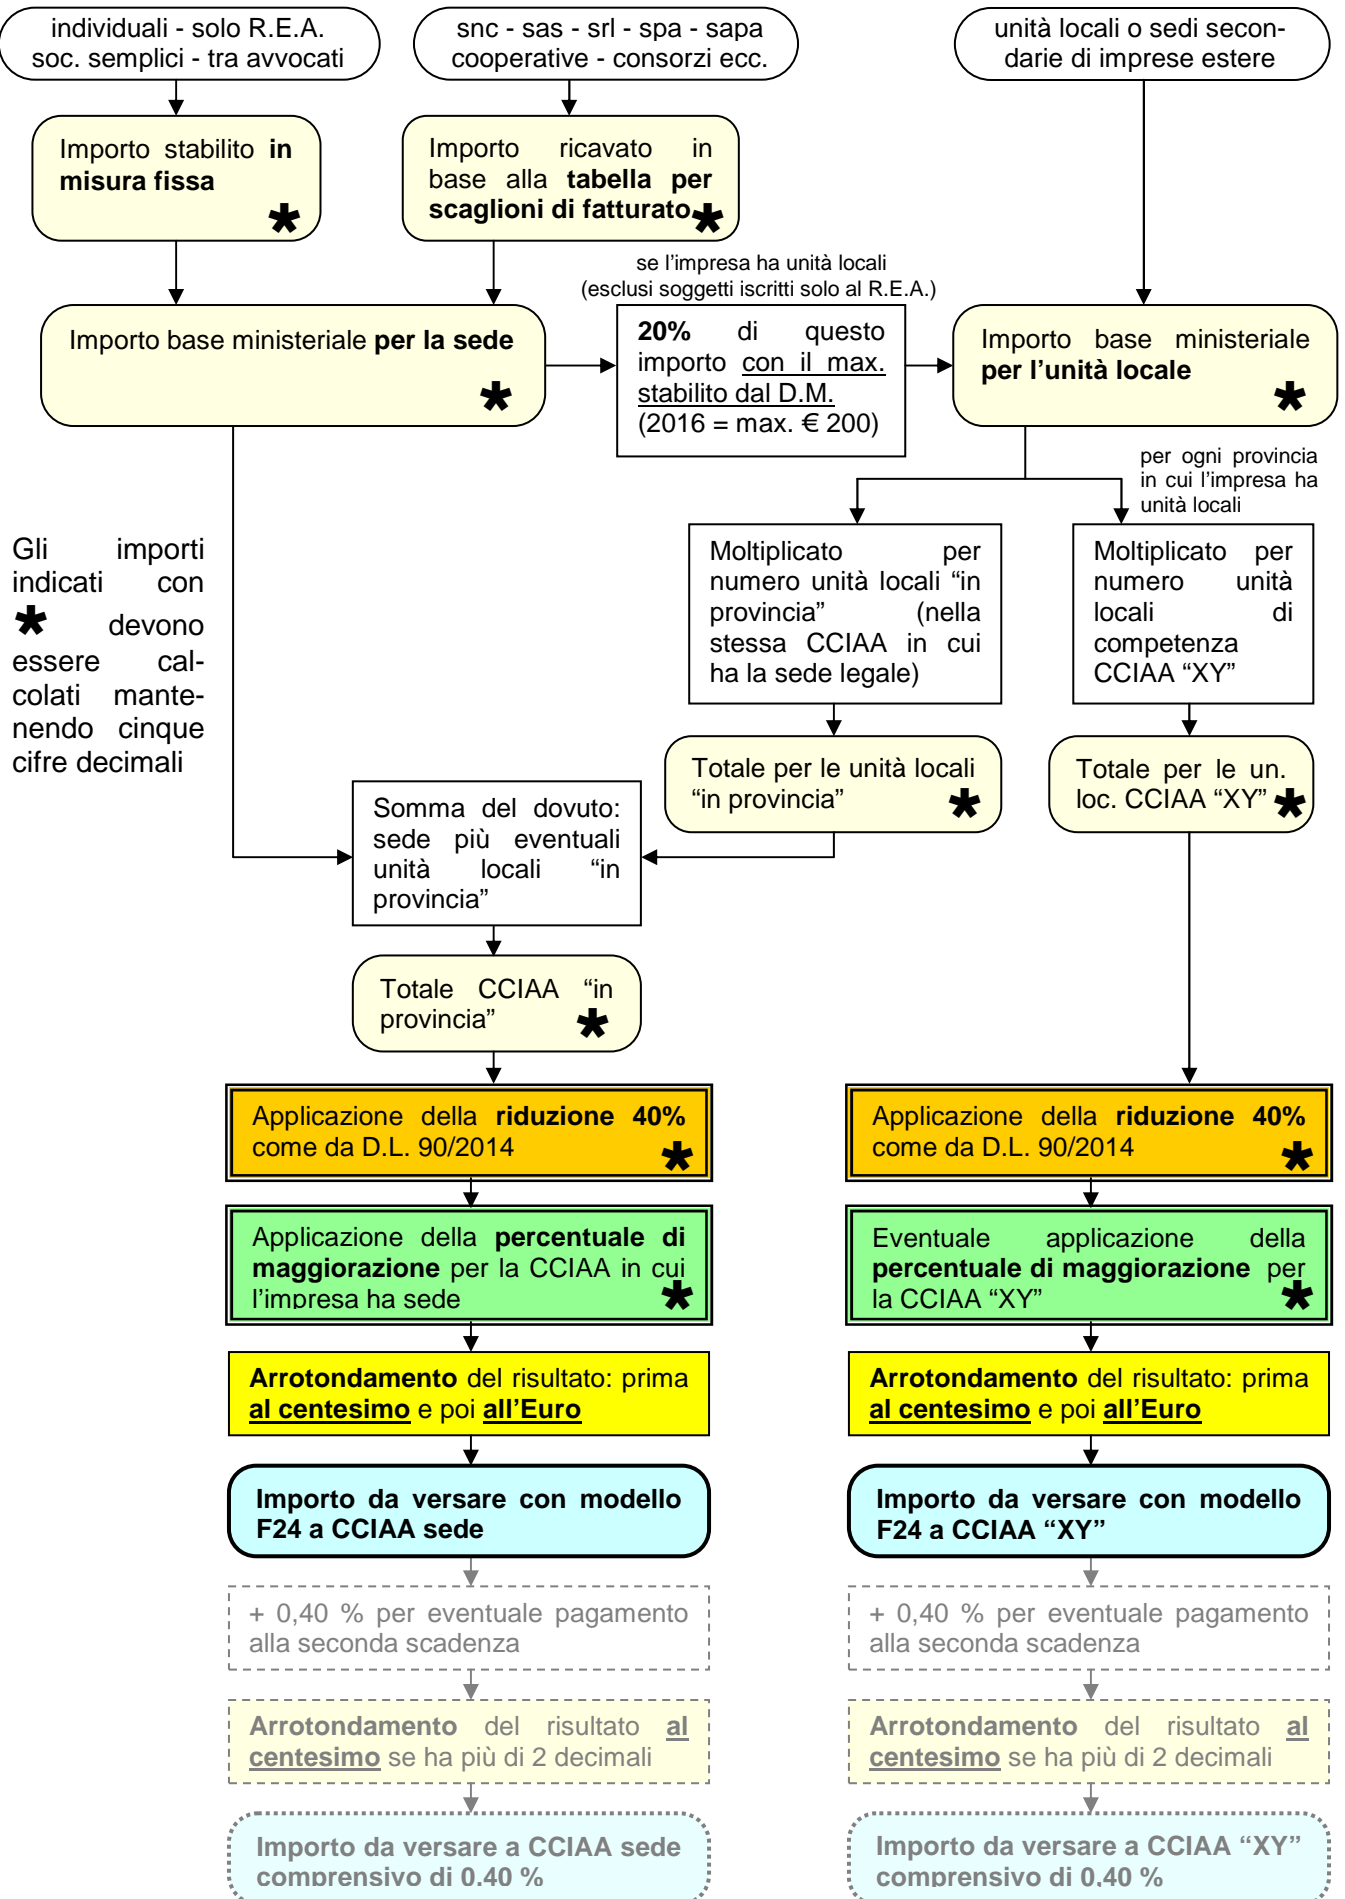 individuali - solo R.E.A.
soc. semplici - tra avvocati
snc - sas - srl - spa - sapa
cooperative - consorzi ecc.
unità locali o sedi secon-
darie di imprese estere
Importo stabilito in
misura fissa
*
Importo ricavato in
base alla tabella per
scaglioni di fatturato
*
se l'impresa ha unità locali
(esclusi soggetti iscritti solo al R.E.A.)
Importo base ministeriale per la sede
*
20% di questo
importo con il max.
stabilito dal D.M.
(2016 = max. € 200)
Importo base ministeriale
per l'unità locale
*
per ogni provincia
in cui l'impresa ha
unità locali
Gli importi
indicati con
* devono
essere cal-
colati mante-
nendo cinque
cifre decimali
Moltiplicato per
numero unità locali “in
provincia” (nella
stessa CCIAA in cui
ha la sede legale)
Moltiplicato per
numero unità
locali di
competenza
CCIAA “XY”
Totale per le unità locali
“in provincia”
*
Totale per le un.
loc. CCIAA “XY”
*
Somma del dovuto:
sede più eventuali
unità locali “in
provincia”
Totale CCIAA “in
provincia”
*
Applicazione della riduzione 40%
come da D.L. 90/2014
*
Applicazione della riduzione 40%
come da D.L. 90/2014
*
Applicazione della percentuale di
maggiorazione per la CCIAA in cui
l'impresa ha sede
*
Eventuale applicazione della
percentuale di maggiorazione per
la CCIAA “XY”
*
Arrotondamento del risultato: prima
al centesimo e poi all'Euro
Arrotondamento del risultato: prima
al centesimo e poi all'Euro
Importo da versare con modello
F24 a CCIAA sede
Importo da versare con modello
F24 a CCIAA “XY”
+ 0,40 % per eventuale pagamento
alla seconda scadenza
+ 0,40 % per eventuale pagamento
alla seconda scadenza
Arrotondamento del risultato al
centesimo se ha più di 2 decimali
Arrotondamento del risultato al
centesimo se ha più di 2 decimali
Importo da versare a CCIAA sede
comprensivo di 0,40 %
Importo da versare a CCIAA “XY”
comprensivo di 0,40 %